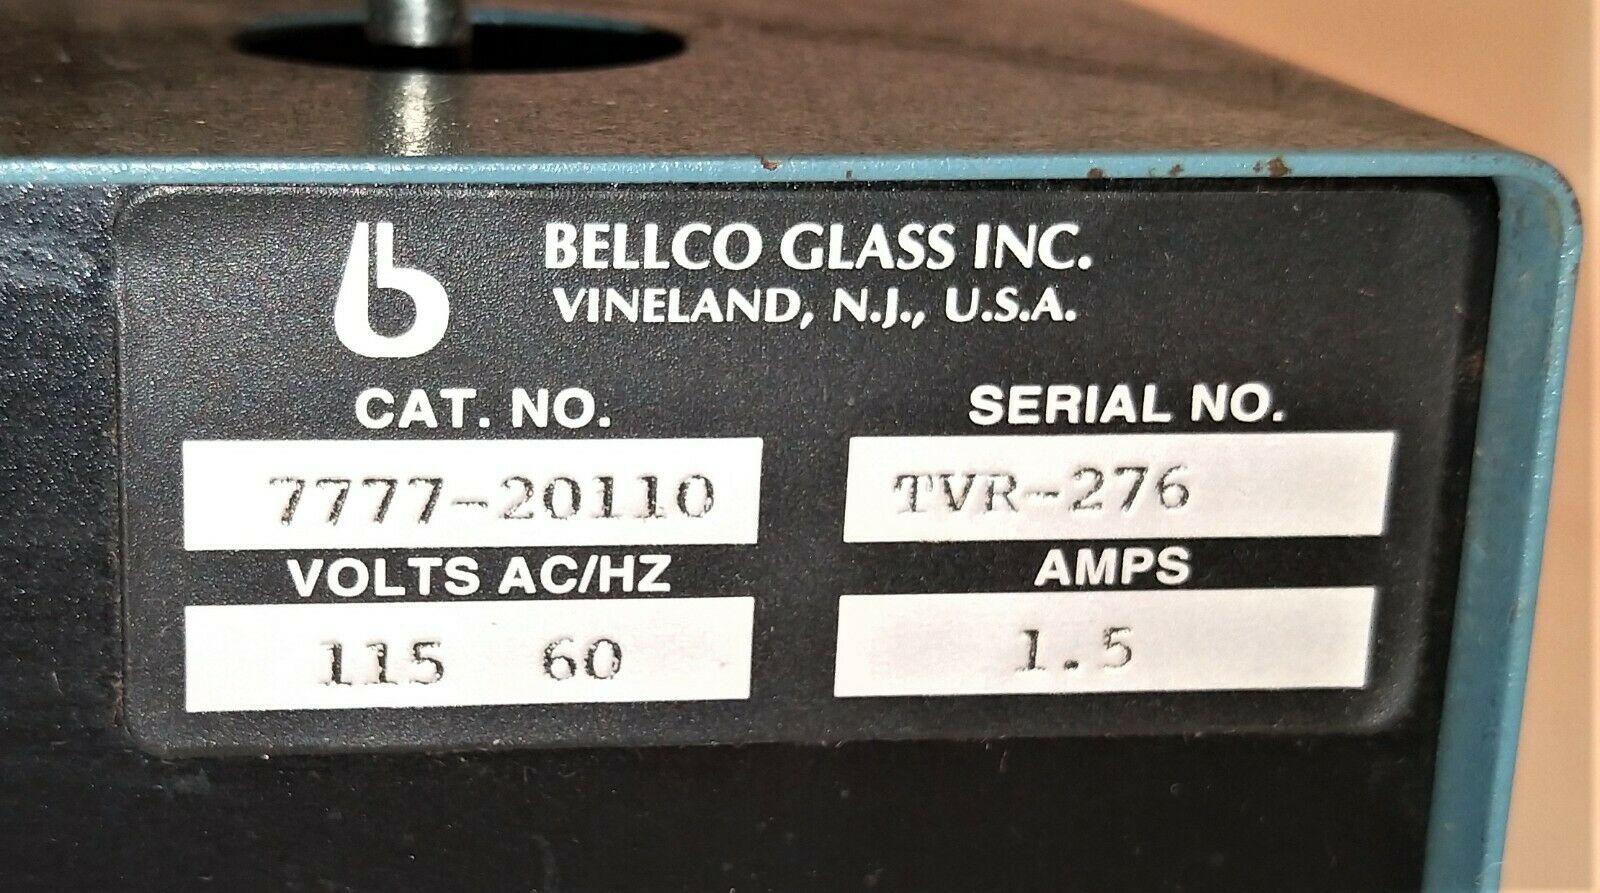 BELLCO GLASS INC.
VINELAND, N.J., U.S.A.
CAT. NO. SERIAL NO.
7777-20110 TVR-276
VOLTS AC/HZ AMPS
115 60 1.5